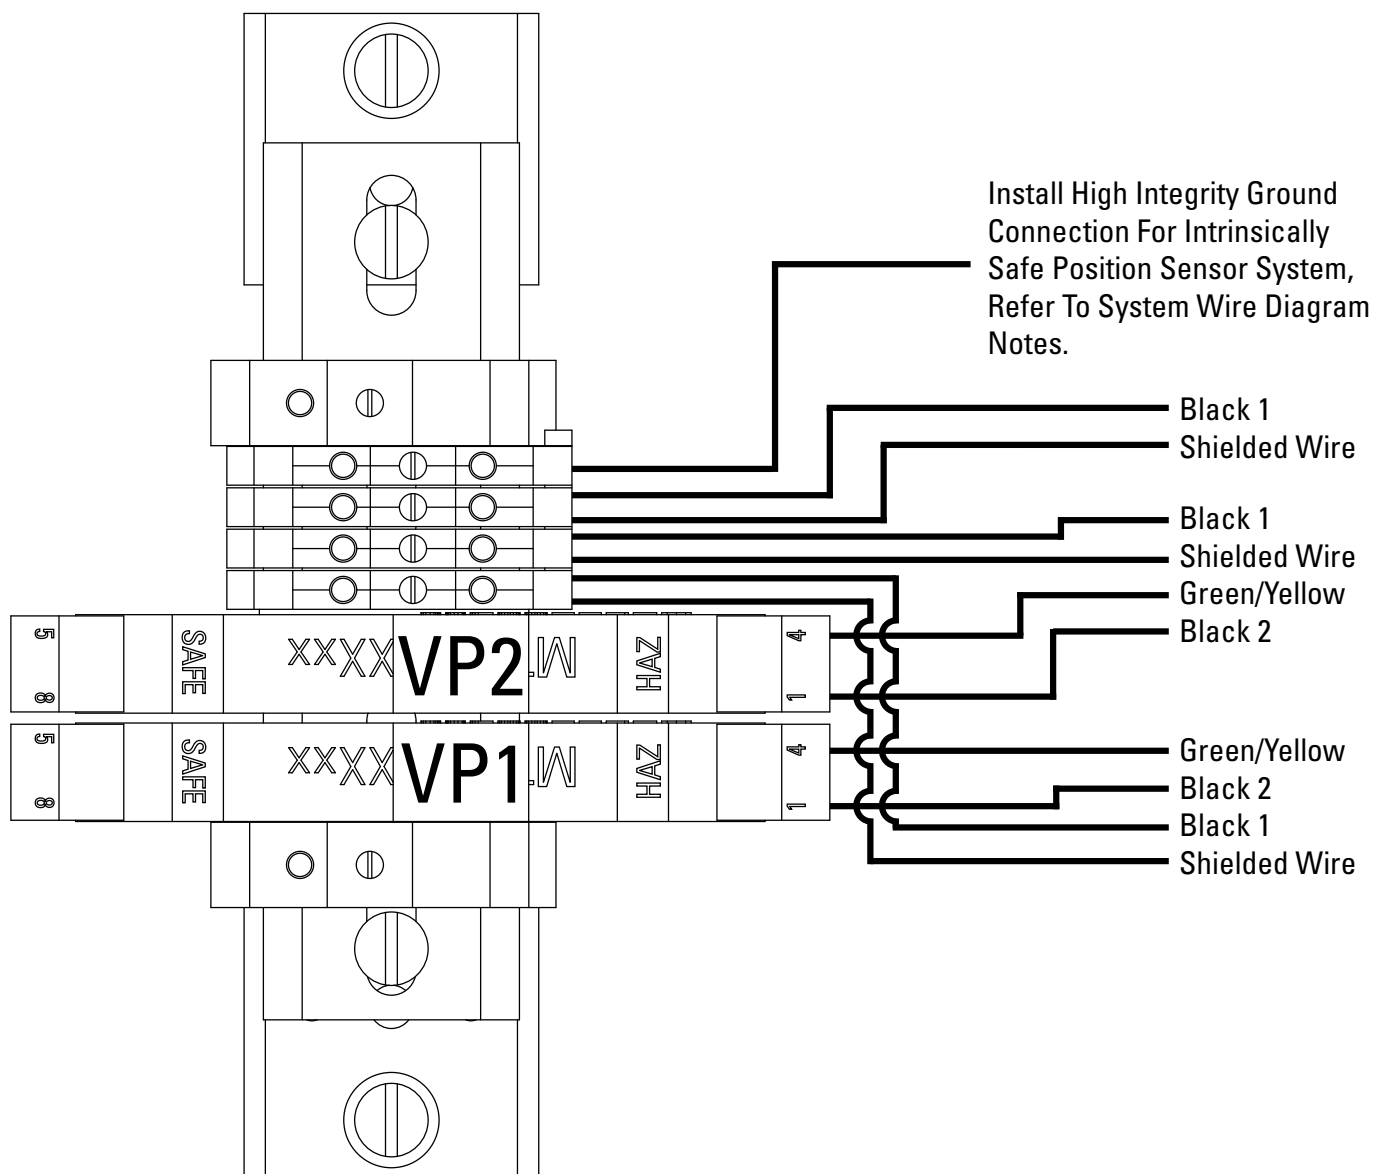 Install High Integrity Ground
Connection For Intrinsically
Safe Position Sensor System,
Refer To System Wire Diagram
Notes.
Black 1
Shielded Wire
Black 1
Shielded Wire
Green/Yellow
Black 2
5
8
SAFE
XXXX
VP2
M
HAZ
4
1
5
8
SAFE
XXXX
VP1
M
HAZ
4
1
Green/Yellow
Black 2
Black 1
Shielded Wire